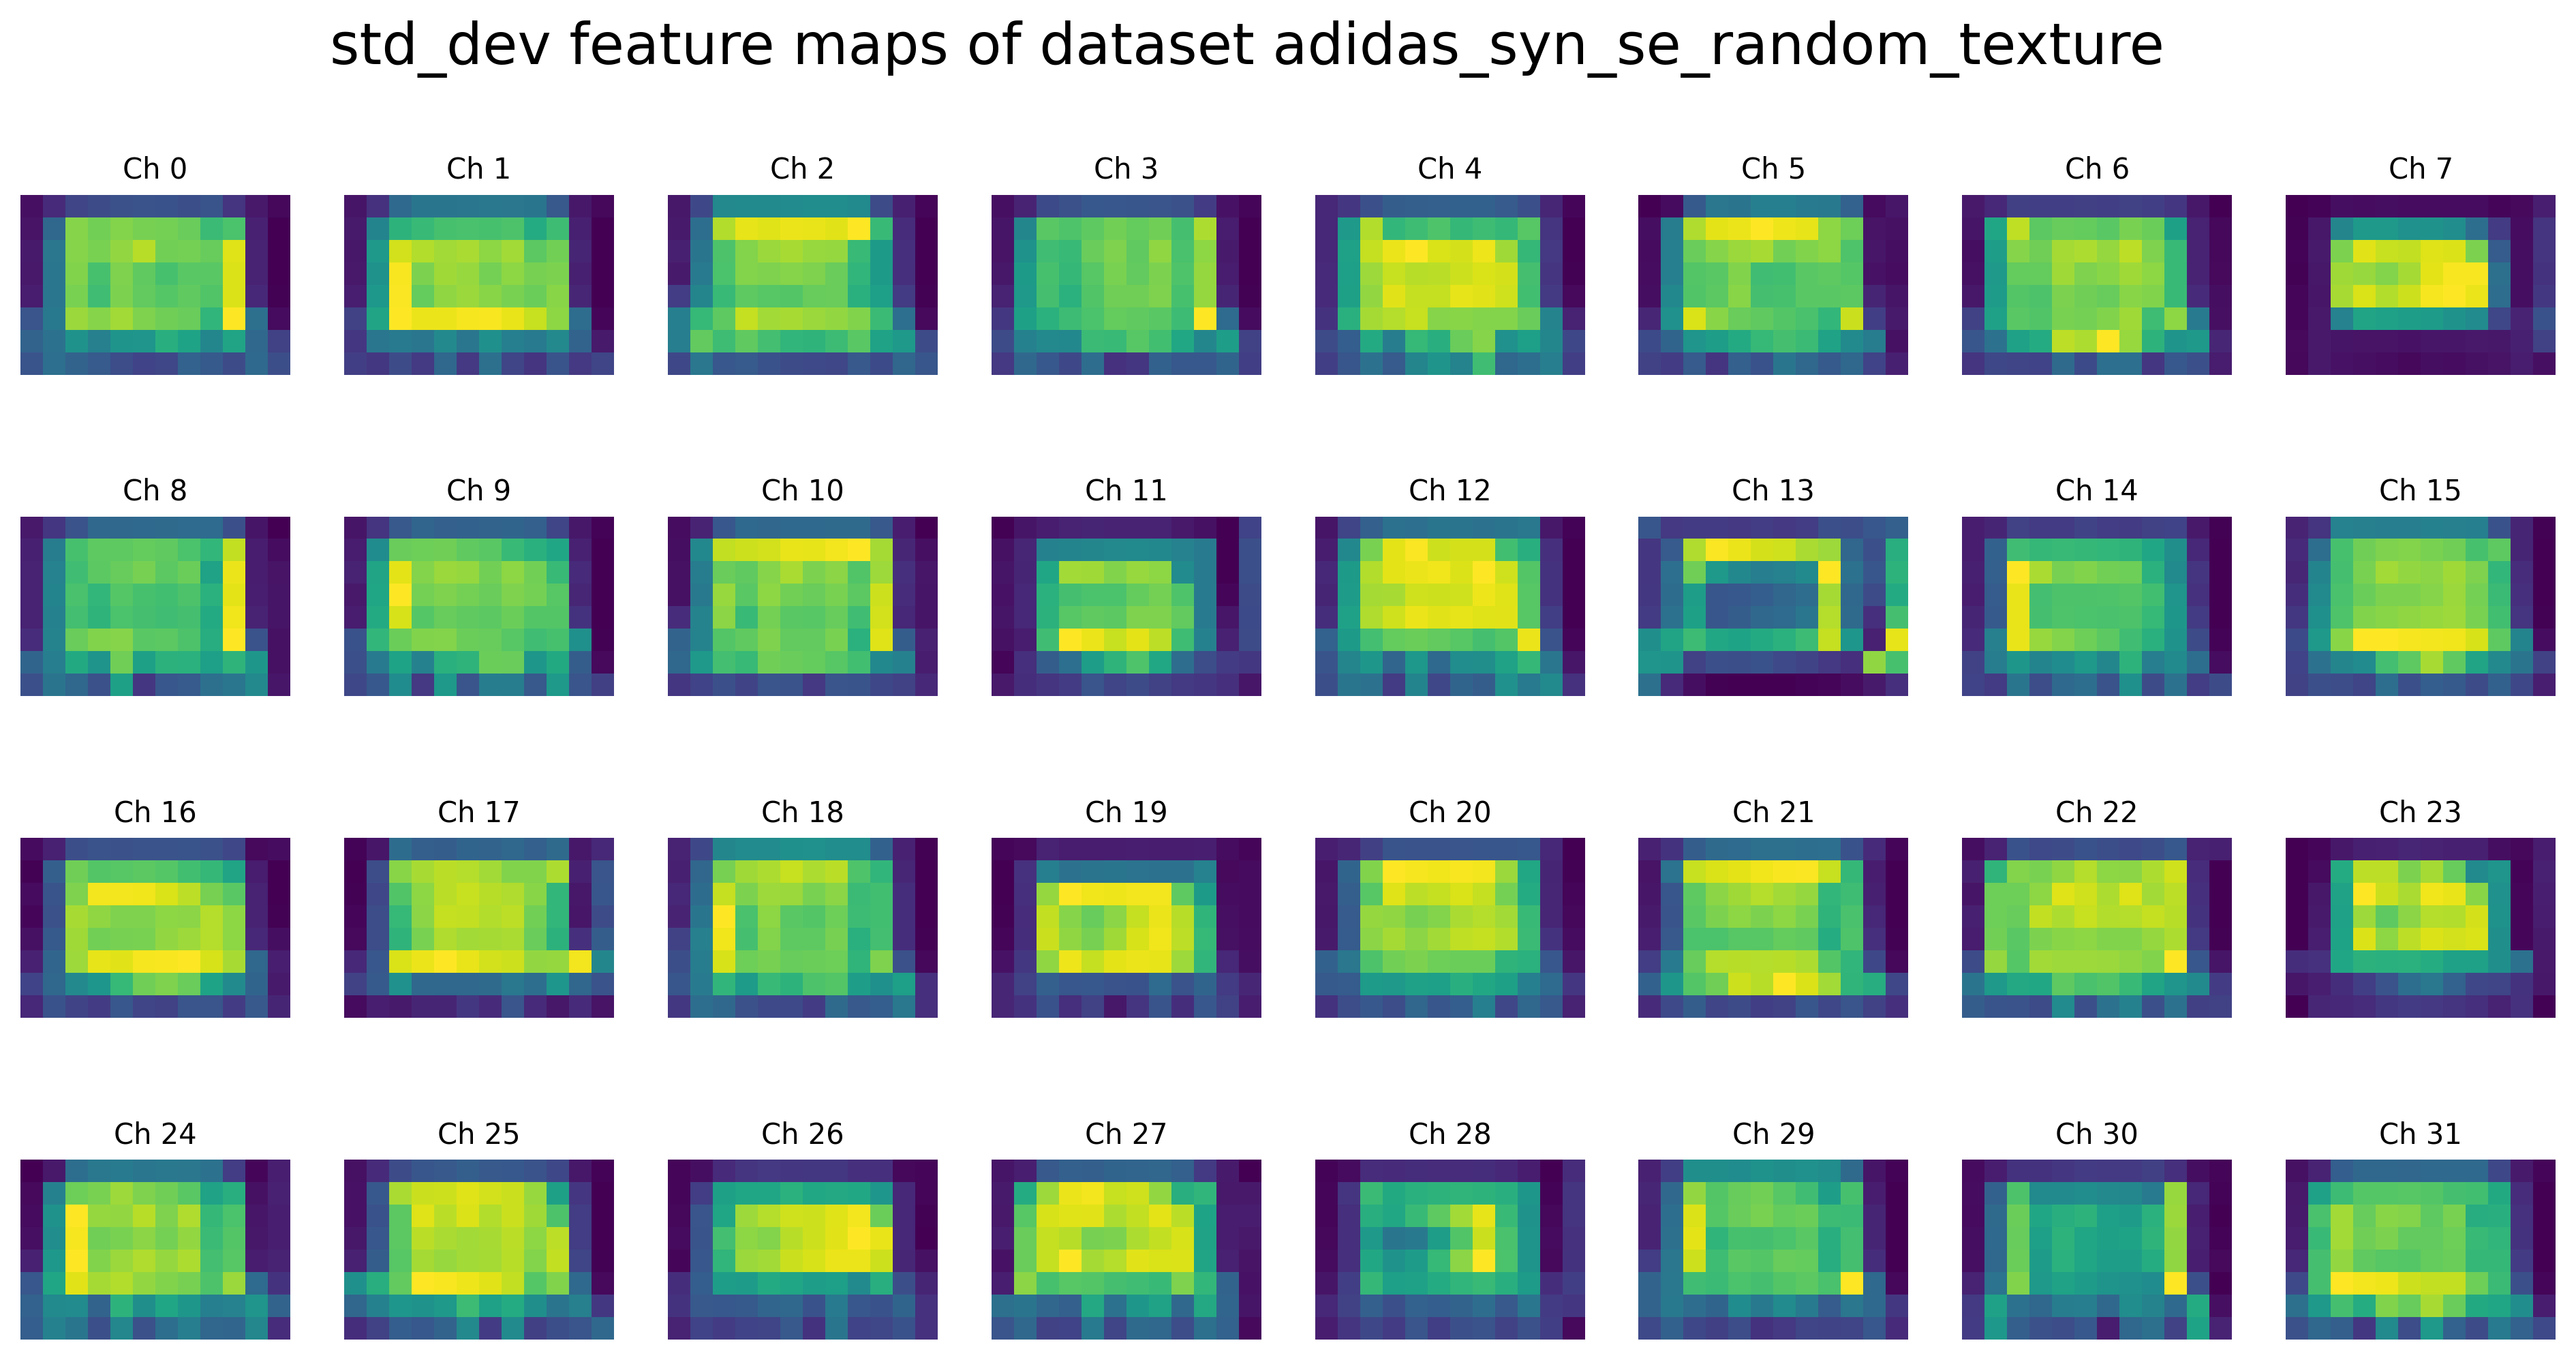 std_dev feature maps of dataset adidas_syn_se_random_texture
Ch 0 Ch 1 Ch 2 Ch 3 Ch 4 Ch 5 Ch 6 Ch 7
Ch 8 Ch 9 Ch 10 Ch 11 Ch 12 Ch 13 Ch 14 Ch 15
Ch 16 Ch 17 Ch 18 Ch 19 Ch 20 Ch 21 Ch 22 Ch 23
Ch 24 Ch 25 Ch 26 Ch 27 Ch 28 Ch 29 Ch 30 Ch 31